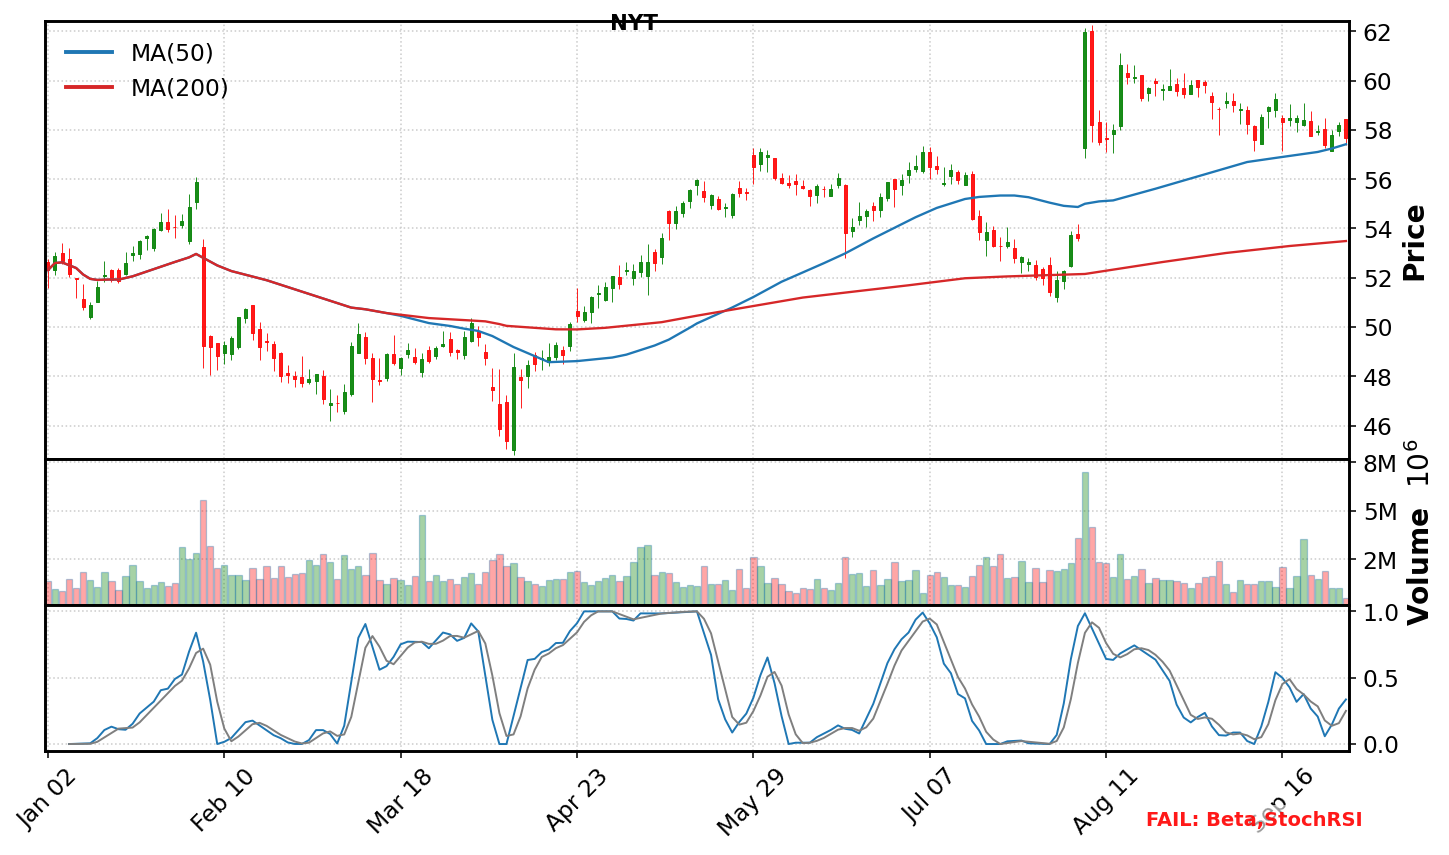 NYT
MA(50)
MA(200)
62
60
58
56
54
52
50
48
46
Price
8M
5M
2M
Volume 10⁶
1.0
0.5
0.0
Jan 02
Feb 10
Mar 18
Apr 23
May 29
Jul 07
Aug 11
Sep 16
FAIL: Beta,StochRSI